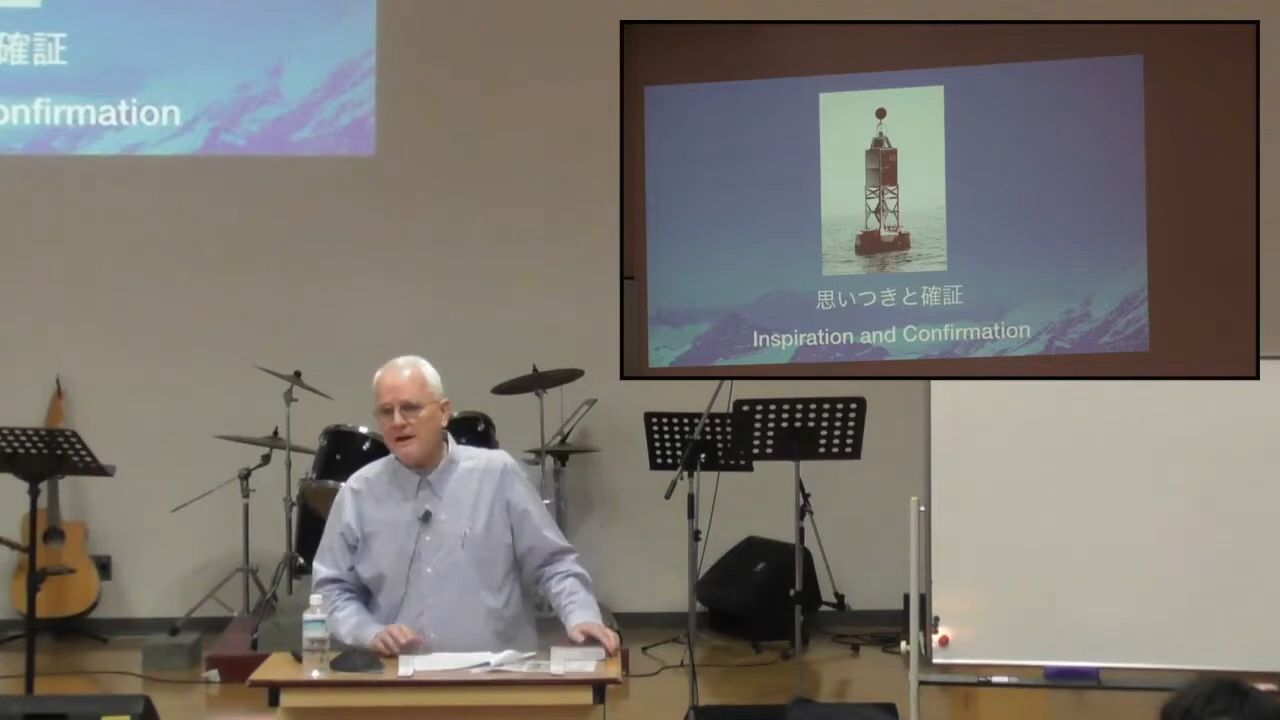 確証
onfirmation
思いつきと確証
Inspiration and Confirmation